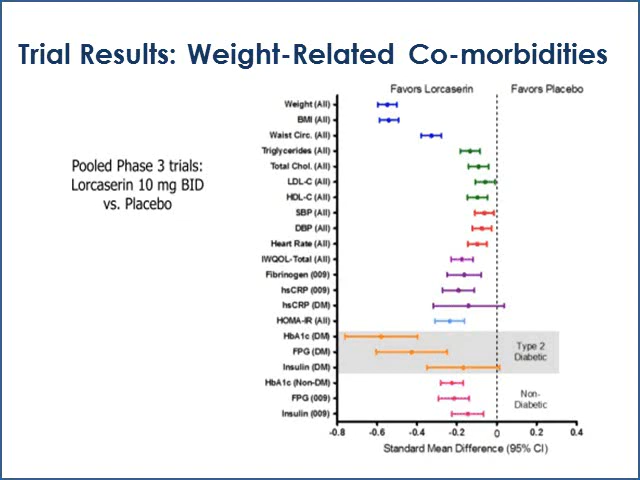 Trial Results: Weight-Related Co-morbidities
Favors Lorcaserin
Favors Placebo
Pooled Phase 3 trials:
Lorcaserin 10 mg BID
vs. Placebo
Weight (All)
BMI (All)
Waist Circ. (All)
Triglycerides (All)
Total Chol. (All)
LDL-C (All)
HDL-C (All)
SBP (All)
DBP (All)
Heart Rate (All)
IWQOL-Total (All)
Fibrinogen (009)
hsCRP (009)
hsCRP (DM)
HOMA-IR (All)
HbA1c (DM)
FPG (DM)
Insulin (DM)
HbA1c (Non-DM)
FPG (009)
Insulin (009)
Type 2
Diabetic
Non-
Diabetic
-0.8 -0.6 -0.4 -0.2 0 0.2 0.4
Standard Mean Difference (95% CI)